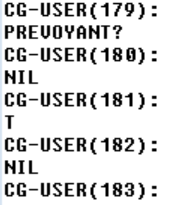 CG-USER(179):
PREVOYANT?
CG-USER(180):
NIL
CG-USER(181):
T
CG-USER(182):
NIL
CG-USER(183):